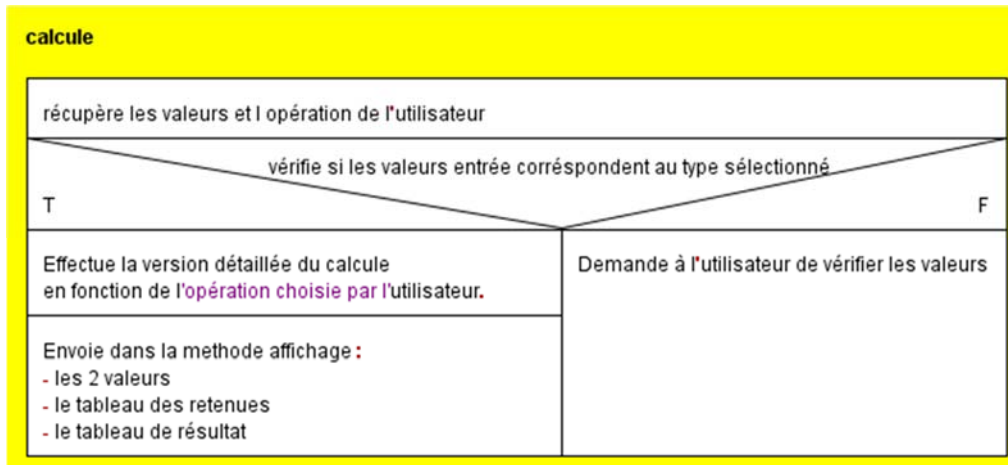 calcule
récupère les valeurs et l opération de l'utilisateur
vérifie si les valeurs entrée corréspondent au type sélectionné
T
F
Effectue la version détaillée du calcule
en fonction de l'opération choisie par l'utilisateur.
Demande à l'utilisateur de vérifier les valeurs
Envoie dans la methode affichage :
- les 2 valeurs
- le tableau des retenues
- le tableau de résultat